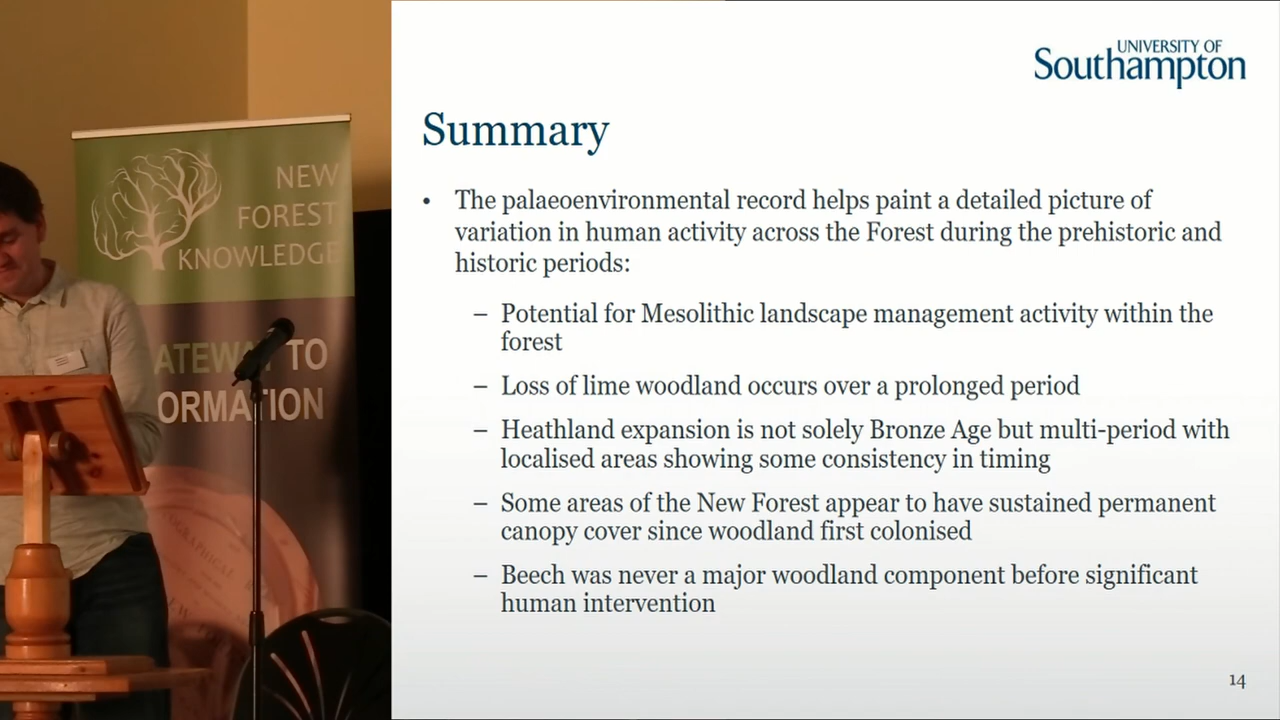 UNIVERSITY OF
Southampton
Summary
• The palaeoenvironmental record helps paint a detailed picture of
variation in human activity across the Forest during the prehistoric and
historic periods:
– Potential for Mesolithic landscape management activity within the
forest
– Loss of lime woodland occurs over a prolonged period
– Heathland expansion is not solely Bronze Age but multi-period with
localised areas showing some consistency in timing
– Some areas of the New Forest appear to have sustained permanent
canopy cover since woodland first colonised
– Beech was never a major woodland component before significant
human intervention
14
NEW
FOREST
KNOWLEDGE
ATEWAY TO
ORMATION